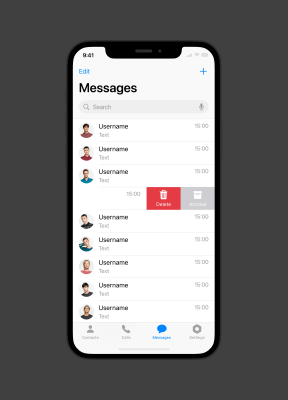 9:41
Edit
+
Messages
Search
Username 15:00
Text
Username 15:00
Text
Username 15:00
Text
15:00
Delete Archive
Username 15:00
Text
Username 15:00
Text
Username 15:00
Text
Username 15:00
Text
Username 15:00
Text
Contacts Calls Messages Settings